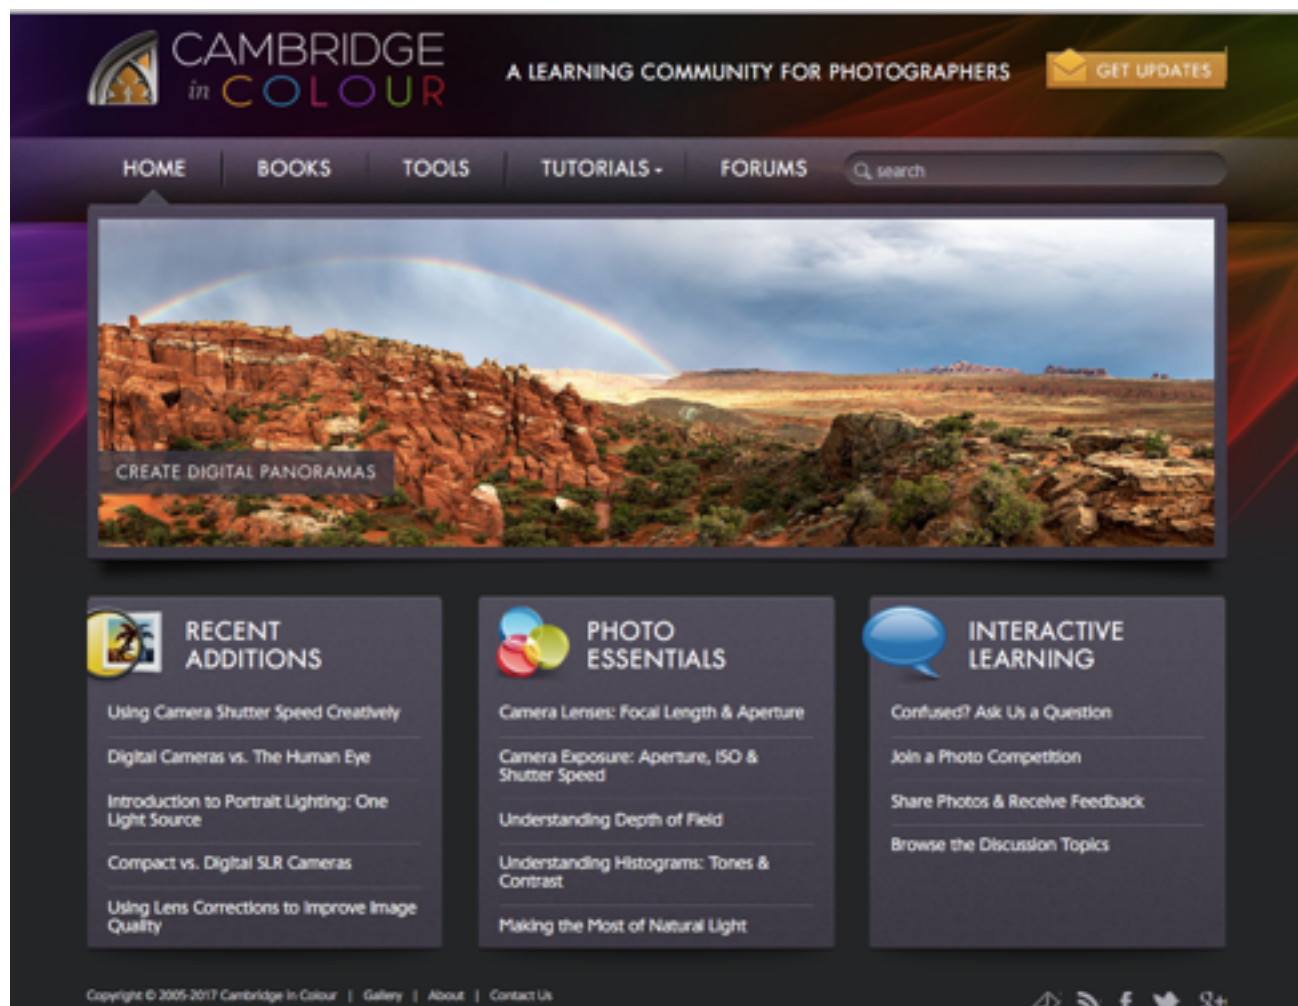 CAMBRIDGE
in COLOUR
A LEARNING COMMUNITY FOR PHOTOGRAPHERS
GET UPDATES
HOME
BOOKS
TOOLS
TUTORIALS
FORUMS
search
CREATE DIGITAL PANORAMAS
RECENT
ADDITIONS
Using Camera Shutter Speed Creatively
Digital Cameras vs. The Human Eye
Introduction to Portrait Lighting: One
Light Source
Compact vs. Digital SLR Cameras
Using Lens Corrections to Improve Image
Quality
PHOTO
ESSENTIALS
Camera Lenses: Focal Length & Aperture
Camera Exposure: Aperture, ISO &
Shutter Speed
Understanding Depth of Field
Understanding Histograms: Tones &
Contrast
Making the Most of Natural Light
INTERACTIVE
LEARNING
Confused? Ask Us a Question
Join a Photo Competition
Share Photos & Receive Feedback
Browse the Discussion Topics
Copyright © 2005-2017 Cambridge in Colour | Gallery | About | Contact Us